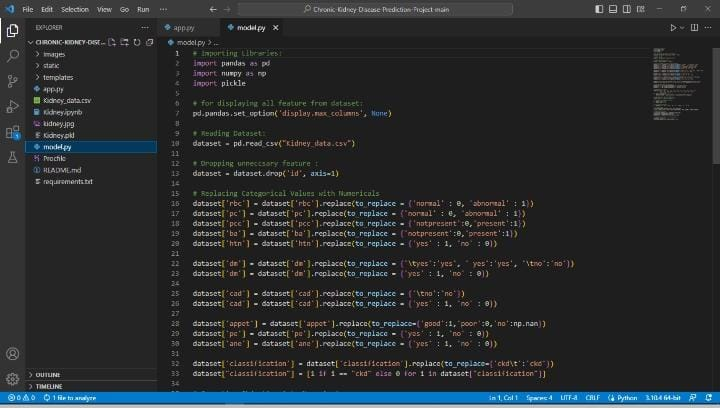 File Edit Selection View Go Run ... Chronic-Kidney-Disease-Prediction-Project-main
EXPLORER ...
CHRONIC-KIDNEY-DISE...
Images
static
templates
app.py
Kidney_data.csv
Kidney.ipynb
kidney.jpg
Kidney.pkl
model.py
Procfile
README.md
requirements.txt
OUTLINE
TIMELINE
app.py model.py
model.py > ...
1 # Importing Libraries:
2 import pandas as pd
3 import numpy as np
4 import pickle
5
6 # for displaying all feature from dataset:
7 pd.pandas.set_option('display.max_columns', None)
8
9 # Reading Dataset:
10 dataset = pd.read_csv("Kidney_data.csv")
11
12 # Dropping unneccsary feature :
13 dataset = dataset.drop('id', axis=1)
14
15 # Replacing Categorical Values with Numericals
16 dataset['rbc'] = dataset['rbc'].replace(to_replace = {'normal' : 0, 'abnormal' : 1})
17 dataset['pc'] = dataset['pc'].replace(to_replace = {'normal' : 0, 'abnormal' : 1})
18 dataset['pcc'] = dataset['pcc'].replace(to_replace = {'notpresent':0,'present':1})
19 dataset['ba'] = dataset['ba'].replace(to_replace = {'notpresent':0,'present':1})
20 dataset['htn'] = dataset['htn'].replace(to_replace = {'yes' : 1, 'no' : 0})
21
22 dataset['dm'] = dataset['dm'].replace(to_replace = {'\tyes':'yes', ' yes':'yes', '\tno':'no'})
23 dataset['dm'] = dataset['dm'].replace(to_replace = {'yes' : 1, 'no' : 0})
24
25 dataset['cad'] = dataset['cad'].replace(to_replace = {'\tno':'no'})
26 dataset['cad'] = dataset['cad'].replace(to_replace = {'yes' : 1, 'no' : 0})
27
28 dataset['appet'] = dataset['appet'].replace(to_replace={'good':1,'poor':0,'no':np.nan})
29 dataset['pe'] = dataset['pe'].replace(to_replace = {'yes' : 1, 'no' : 0})
30 dataset['ane'] = dataset['ane'].replace(to_replace = {'yes' : 1, 'no' : 0})
31
32 dataset['classification'] = dataset['classification'].replace(to_replace={'ckd\t':'ckd'})
33 dataset["classification"] = [1 if i == "ckd" else 0 for i in dataset["classification"]]
34
0 0 1 file to analyze Ln 1, Col 1 Spaces: 4 UTF-8 CRLF Python 3.10.4 64-bit